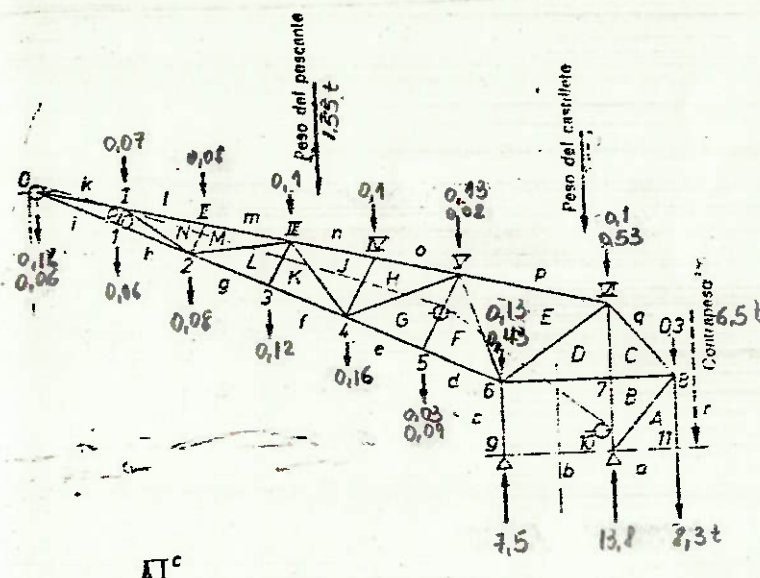 Peso del pescante
1.55 t
Peso del castillete
0,07
0,08
0,1
0,1
0,13
0,02
0,1
0,53
0
k
I
l
II
m
III
n
IV
o
V
p
VI
q
i
1
h
N
M
2
L
K
J
H
g
3
f
4
G
e
5
F
E
D
C
d
6
7
B
8
A
c
9
10
11
b
a
r
0,06
0,06
0,08
0,12
0,16
0,03
0,09
0,13
0,43
0,3
Contrapeso
6,5 t
7,5
13,8
8,3 t
c